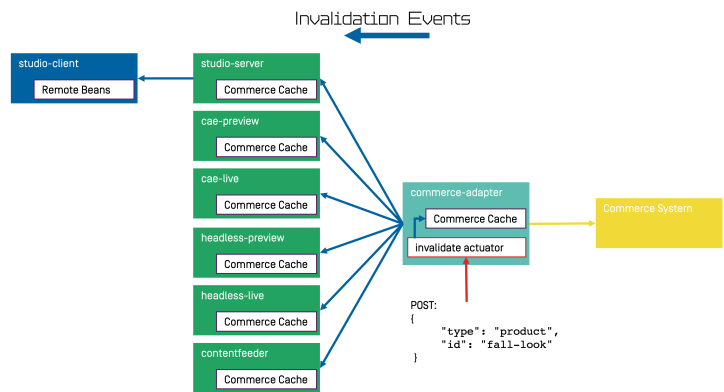 Invalidation Events
studio-client
Remote Beans
studio-server
Commerce Cache
cae-preview
Commerce Cache
cae-live
Commerce Cache
headless-preview
Commerce Cache
headless-live
Commerce Cache
contentfeeder
Commerce Cache
commerce-adapter
Commerce Cache
invalidate actuator
Commerce System
POST:
{
"type": "product",
"id": "fall-look"
}